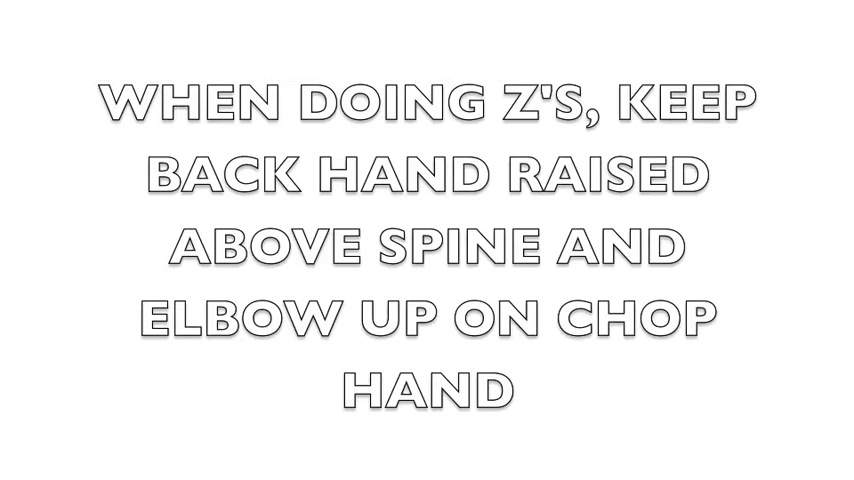 WHEN DOING Z'S, KEEP
BACK HAND RAISED
ABOVE SPINE AND
ELBOW UP ON CHOP
HAND